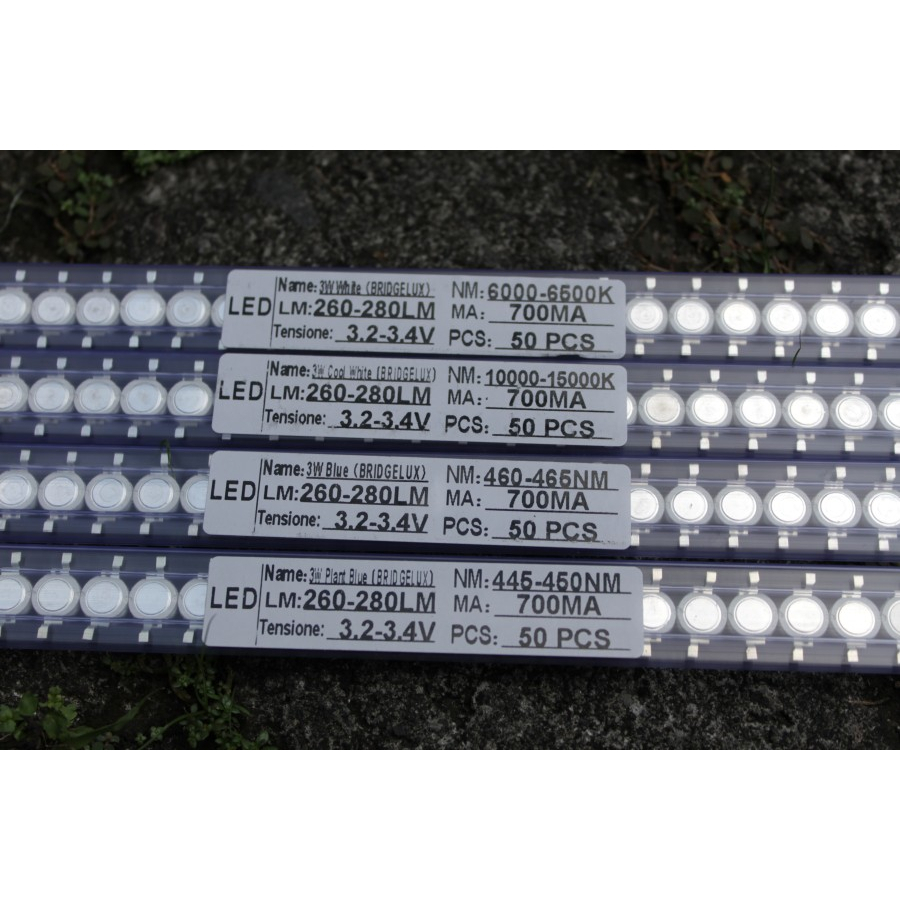 LED Name: 3W White (BRIDGELUX) NM: 6000-6500K
LM: 260-280LM MA: 700MA
Tensione: 3.2-3.4V PCS: 50 PCS
LED Name: 3W Cool White (BRIDGELUX) NM: 10000-15000K
LM: 260-280LM MA: 700MA
Tensione: 3.2-3.4V PCS: 50 PCS
LED Name: 3W Blue (BRIDGELUX) NM: 460-465NM
LM: 260-280LM MA: 700MA
Tensione: 3.2-3.4V PCS: 50 PCS
LED Name: 3W Plant Blue (BRIDGELUX) NM: 445-450NM
LM: 260-280LM MA: 700MA
Tensione: 3.2-3.4V PCS: 50 PCS